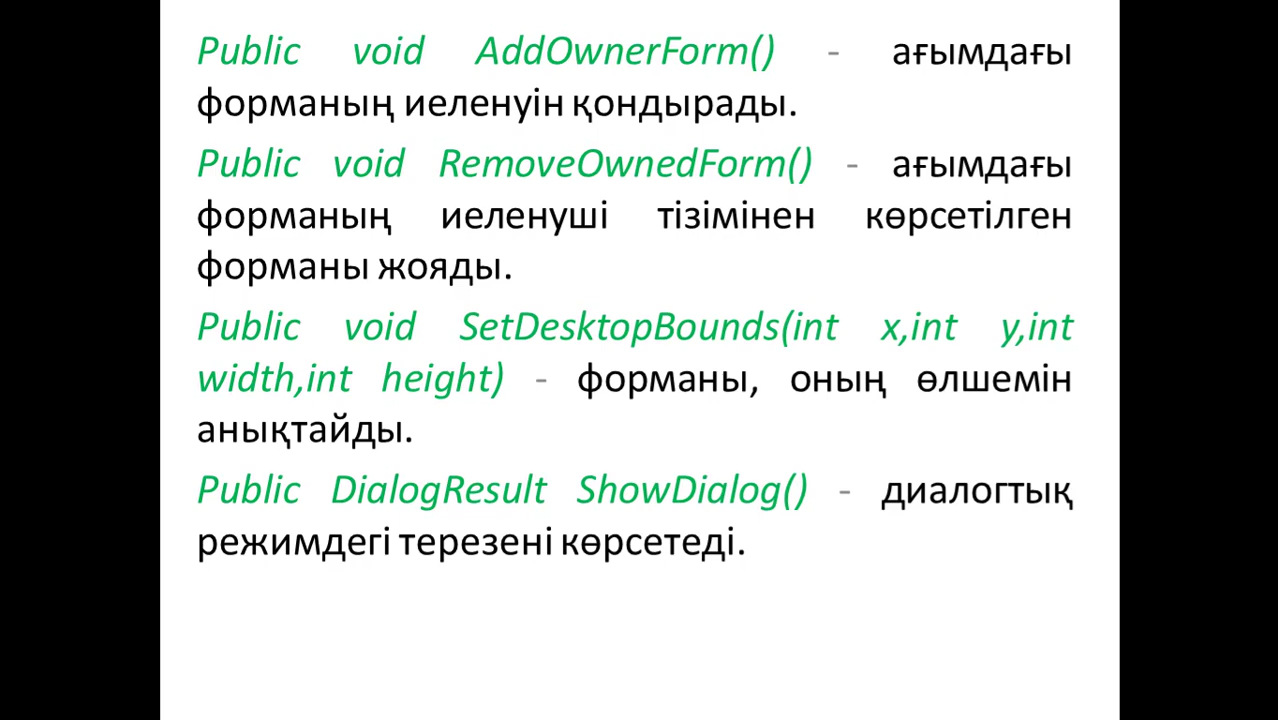 Public void AddOwnerForm() - ағымдағы
форманың иеленуін қондырады.
Public void RemoveOwnedForm() - ағымдағы
форманың иеленуші тізімінен көрсетілген
форманы жояды.
Public void SetDesktopBounds(int x,int y,int
width,int height) - форманы, оның өлшемін
анықтайды.
Public DialogResult ShowDialog() - диалогтық
режимдегі терезені көрсетеді.